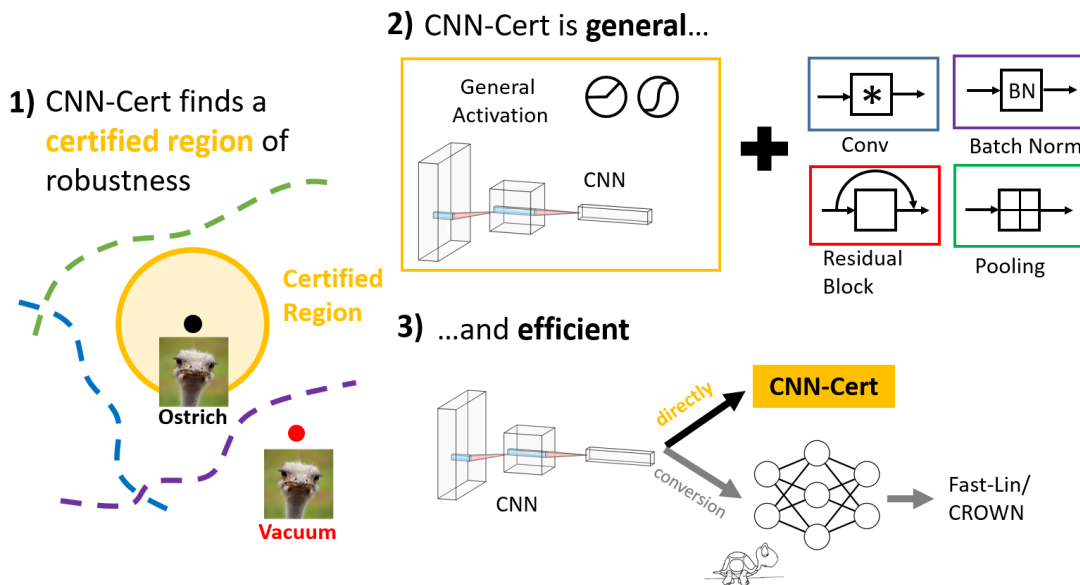 1) CNN-Cert finds a
certified region of
robustness
Certified
Region
Ostrich
Vacuum
2) CNN-Cert is general...
General
Activation
CNN
*
Conv
BN
Batch Norm
Residual
Block
Pooling
3) ...and efficient
CNN
directly
CNN-Cert
conversion
Fast-Lin/
CROWN